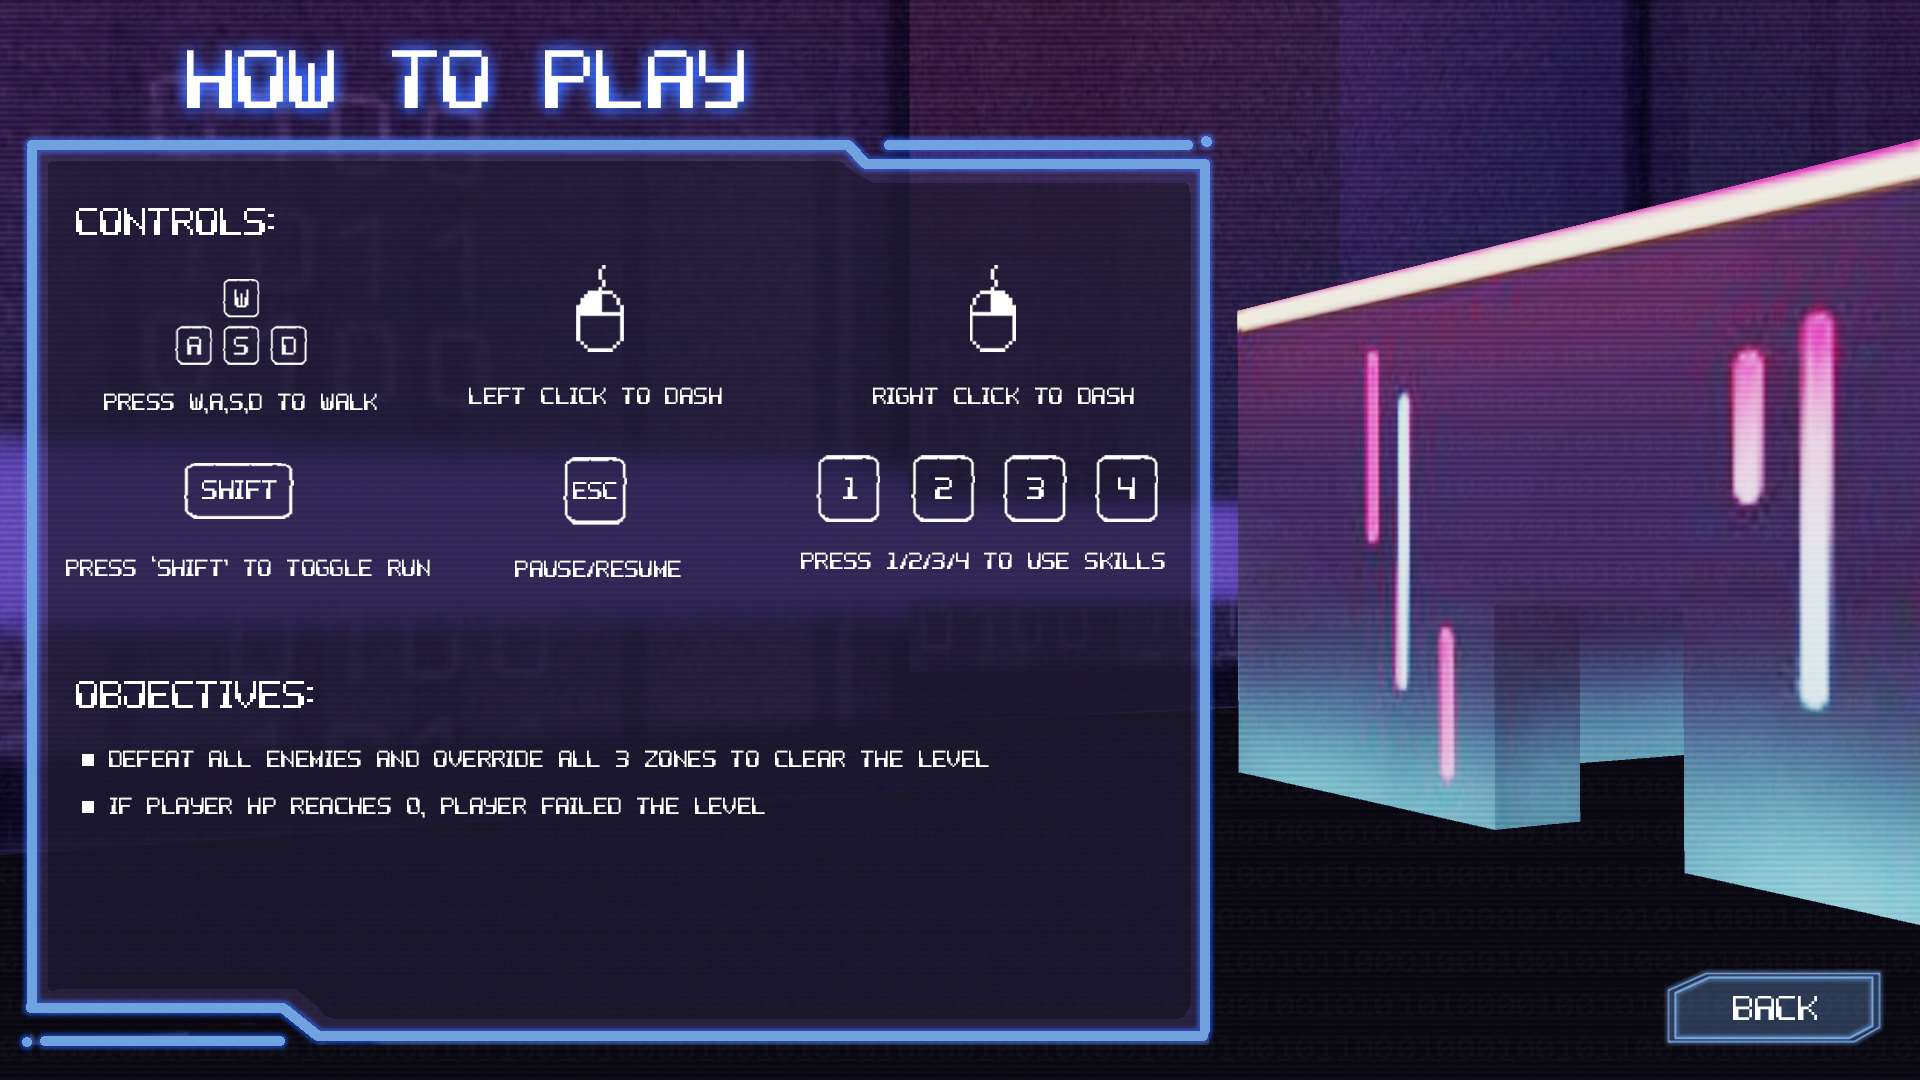 HOW TO PLAY
CONTROLS:
W
A S D
PRESS W,A,S,D TO WALK
LEFT CLICK TO DASH
RIGHT CLICK TO DASH
SHIFT
ESC
1 2 3 4
PRESS 'SHIFT' TO TOGGLE RUN
PAUSE/RESUME
PRESS 1/2/3/4 TO USE SKILLS
OBJECTIVES:
■ DEFEAT ALL ENEMIES AND OVERRIDE ALL 3 ZONES TO CLEAR THE LEVEL
■ IF PLAYER HP REACHES 0, PLAYER FAILED THE LEVEL
BACK